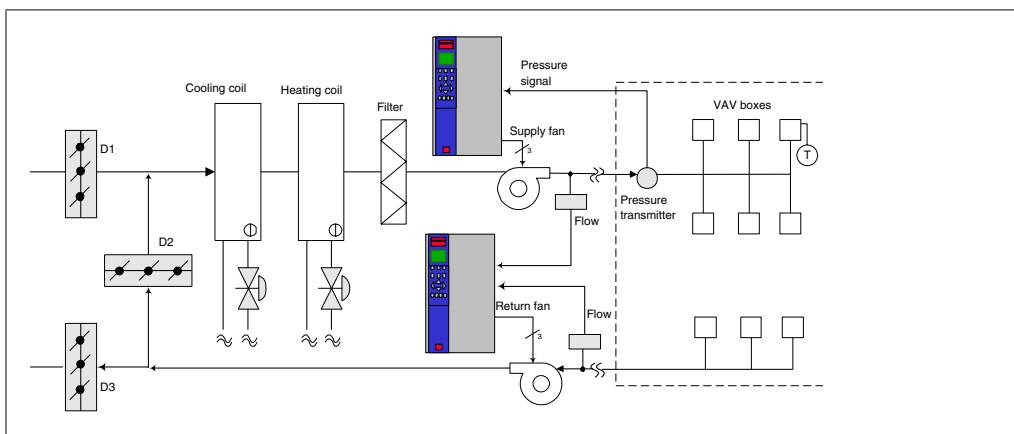 Cooling coil
Heating coil
Filter
Pressure
signal
VAV boxes
Supply fan
3
D1
T
Pressure
transmitter
Flow
D2
Return fan
Flow
3
D3